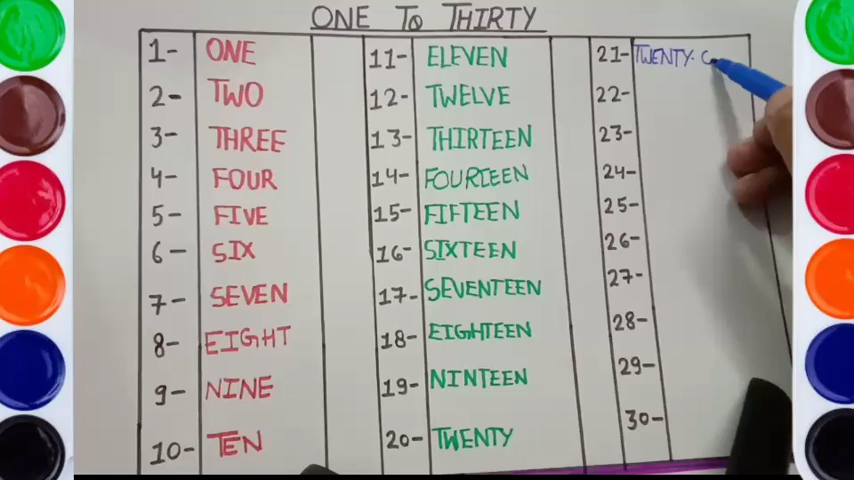 ONE TO THIRTY
1- ONE
2- TWO
3- THREE
4- FOUR
5- FIVE
6- SIX
7- SEVEN
8- EIGHT
9- NINE
10- TEN
11- ELEVEN
12- TWELVE
13- THIRTEEN
14- FOURTEEN
15- FIFTEEN
16- SIXTEEN
17- SEVENTEEN
18- EIGHTEEN
19- NINTEEN
20- TWENTY
21- TWENTY-
22-
23-
24-
25-
26-
27-
28-
29-
30-